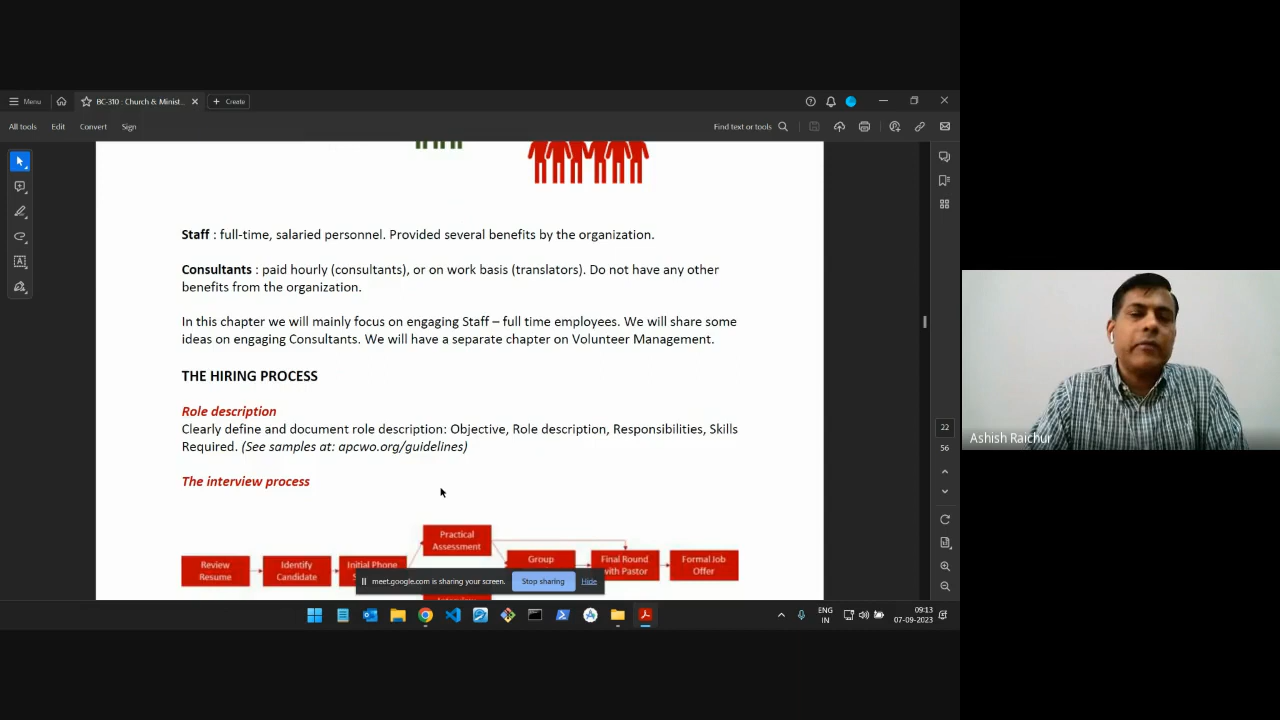 Menu
BC-310 : Church & Minist...
Create
All tools
Edit
Convert
Sign
Find text or tools
Staff : full-time, salaried personnel. Provided several benefits by the organization.
Consultants : paid hourly (consultants), or on work basis (translators). Do not have any other
benefits from the organization.
In this chapter we will mainly focus on engaging Staff – full time employees. We will share some
ideas on engaging Consultants. We will have a separate chapter on Volunteer Management.
THE HIRING PROCESS
Role description
Clearly define and document role description: Objective, Role description, Responsibilities, Skills
Required. (See samples at: apcwo.org/guidelines)
The interview process
Practical
Assessment
Review
Resume
Identify
Candidate
Initial Phone
Group
Final Round
with Pastor
Formal Job
Offer
meet.google.com is sharing your screen.
Stop sharing
Hide
22
56
Ashish Raichur
ENG
IN
09:13
07-09-2023